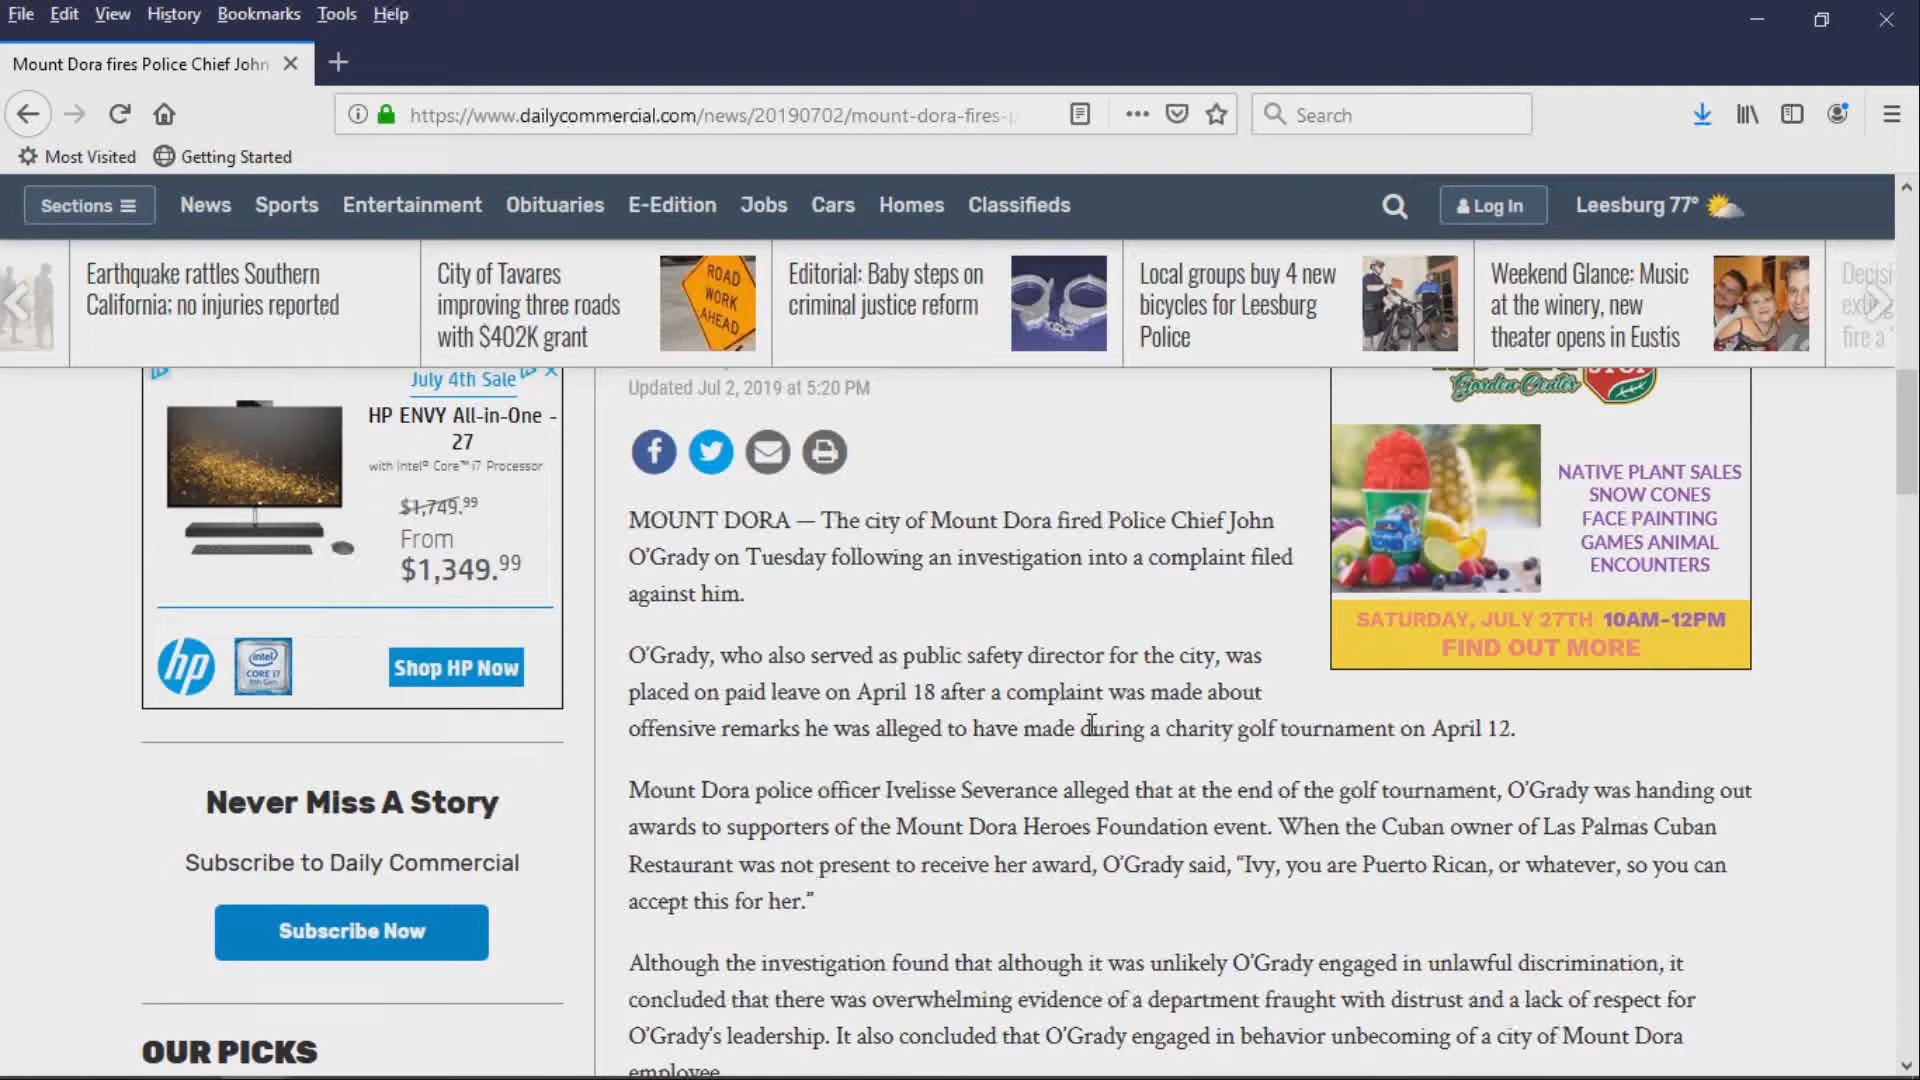 File Edit View History Bookmarks Tools Help
Mount Dora fires Police Chief John
https://www.dailycommercial.com/news/20190702/mount-dora-fires-
Search
Most Visited Getting Started
Sections News Sports Entertainment Obituaries E-Edition Jobs Cars Homes Classifieds
Log In
Leesburg 77°
Earthquake rattles Southern
California; no injuries reported
City of Tavares
improving three roads
with $402K grant
ROAD
WORK
AHEAD
Editorial: Baby steps on
criminal justice reform
Local groups buy 4 new
bicycles for Leesburg
Police
Weekend Glance: Music
at the winery, new
theater opens in Eustis
fire a
July 4th Sale
HP ENVY All-in-One -
27
with Intel® Core™ i7 Processor
$1,749.99
From
$1,349.99
hp
intel
CORE i7
8th Gen
Shop HP Now
Never Miss A Story
Subscribe to Daily Commercial
Subscribe Now
OUR PICKS
Updated Jul 2, 2019 at 5:20 PM
MOUNT DORA — The city of Mount Dora fired Police Chief John
O’Grady on Tuesday following an investigation into a complaint filed
against him.
O’Grady, who also served as public safety director for the city, was
placed on paid leave on April 18 after a complaint was made about
offensive remarks he was alleged to have made during a charity golf tournament on April 12.
Mount Dora police officer Ivelisse Severance alleged that at the end of the golf tournament, O’Grady was handing out
awards to supporters of the Mount Dora Heroes Foundation event. When the Cuban owner of Las Palmas Cuban
Restaurant was not present to receive her award, O’Grady said, “Ivy, you are Puerto Rican, or whatever, so you can
accept this for her.”
Although the investigation found that although it was unlikely O’Grady engaged in unlawful discrimination, it
concluded that there was overwhelming evidence of a department fraught with distrust and a lack of respect for
O’Grady’s leadership. It also concluded that O’Grady engaged in behavior unbecoming of a city of Mount Dora
employee.
Garden Center
STOP
NATIVE PLANT SALES
SNOW CONES
FACE PAINTING
GAMES ANIMAL
ENCOUNTERS
SATURDAY, JULY 27TH 10AM-12PM
FIND OUT MORE